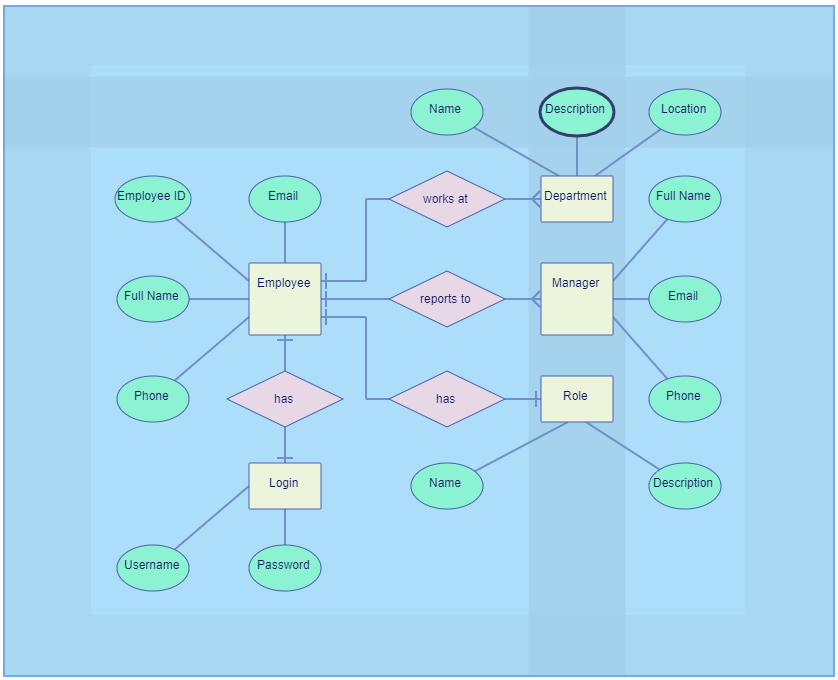 Name
Description
Location
Employee ID
Email
works at
Department
Full Name
Full Name
Employee
reports to
Manager
Email
Phone
has
has
Role
Phone
Login
Name
Description
Username
Password